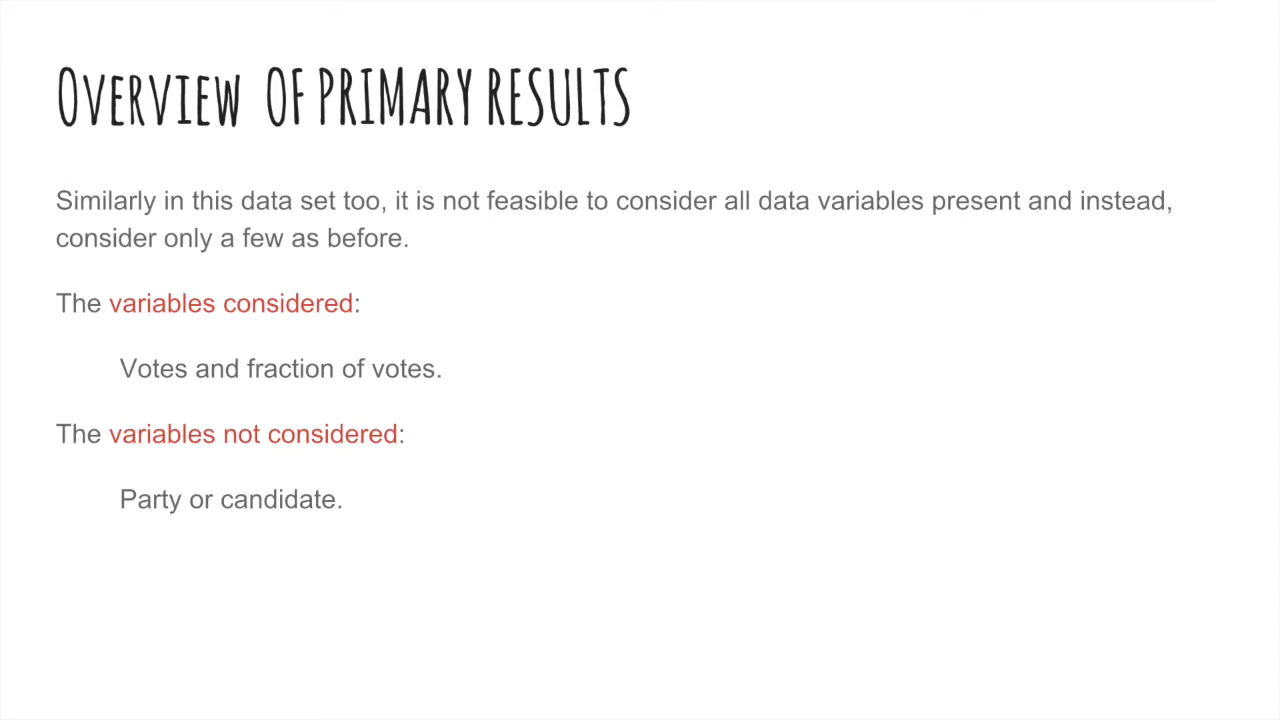 Overview OF PRIMARY RESULTS
Similarly in this data set too, it is not feasible to consider all data variables present and instead,
consider only a few as before.
The variables considered:
Votes and fraction of votes.
The variables not considered:
Party or candidate.